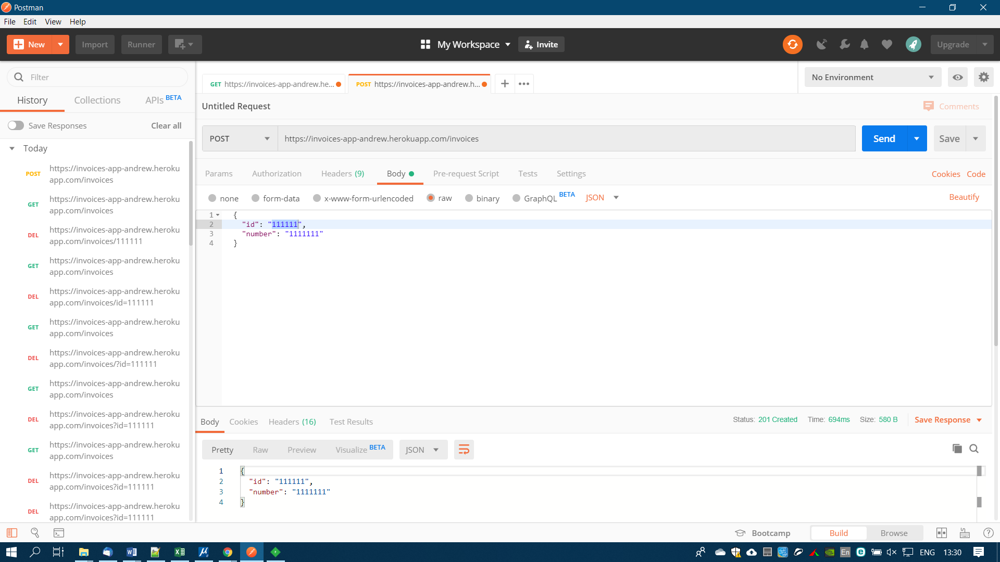 Postman
File Edit View Help
New Import Runner My Workspace Invite Upgrade
Filter
History Collections APIs BETA
Save Responses Clear all
Today
POST https://invoices-app-andrew.heroku
app.com/invoices
GET https://invoices-app-andrew.heroku
app.com/invoices
DEL https://invoices-app-andrew.heroku
app.com/invoices/111111
GET https://invoices-app-andrew.heroku
app.com/invoices
DEL https://invoices-app-andrew.heroku
app.com/invoices/id=111111
GET https://invoices-app-andrew.heroku
app.com/invoices
DEL https://invoices-app-andrew.heroku
app.com/invoices/?id=111111
GET https://invoices-app-andrew.heroku
app.com/invoices
DEL https://invoices-app-andrew.heroku
app.com/invoices?id=111111
GET https://invoices-app-andrew.heroku
app.com/invoices
DEL https://invoices-app-andrew.heroku
app.com/invoices?id=111111
DEL https://invoices-app-andrew.heroku
app.com/invoices?id=111111
GET https://invoices-app-andrew.he... POST https://invoices-app-andrew.h...
No Environment
Untitled Request Comments
POST https://invoices-app-andrew.herokuapp.com/invoices Send Save
Params Authorization Headers (9) Body Pre-request Script Tests Settings Cookies Code
none form-data x-www-form-urlencoded raw binary GraphQL BETA JSON Beautify
1 {
2 "id": "111111",
3 "number": "1111111"
4 }
Body Cookies Headers (16) Test Results Status: 201 Created Time: 694ms Size: 580 B Save Response
Pretty Raw Preview Visualize BETA JSON
1 {
2 "id": "111111",
3 "number": "1111111"
4 }
Bootcamp Build Browse
En ENG 13:30